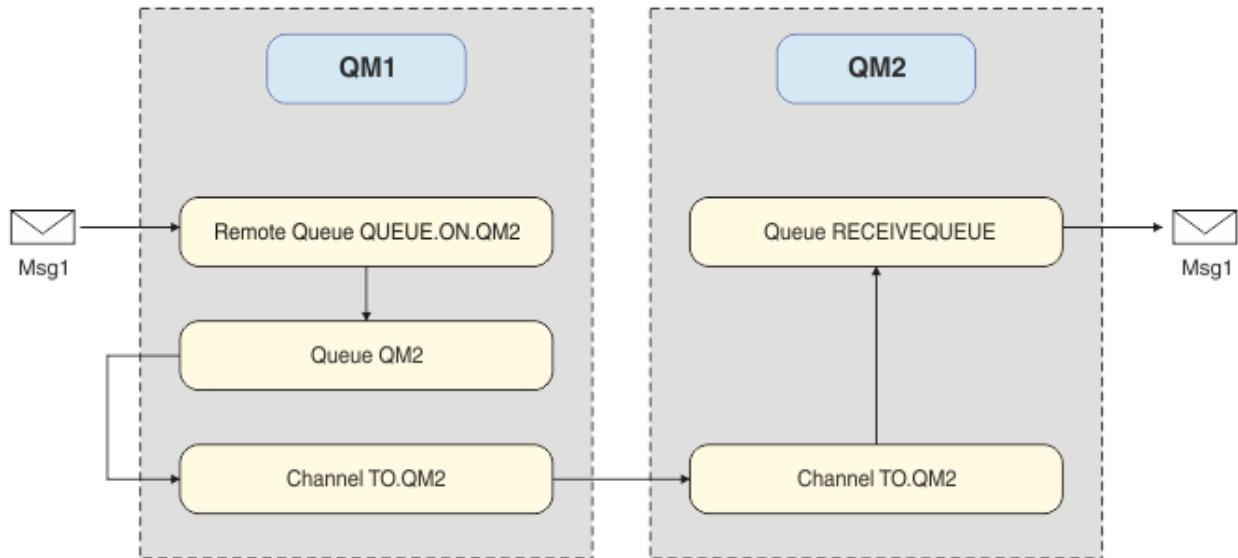 QM1
QM2
Msg1
Remote Queue QUEUE.ON.QM2
Queue QM2
Channel TO.QM2
Queue RECEIVEQUEUE
Channel TO.QM2
Msg1